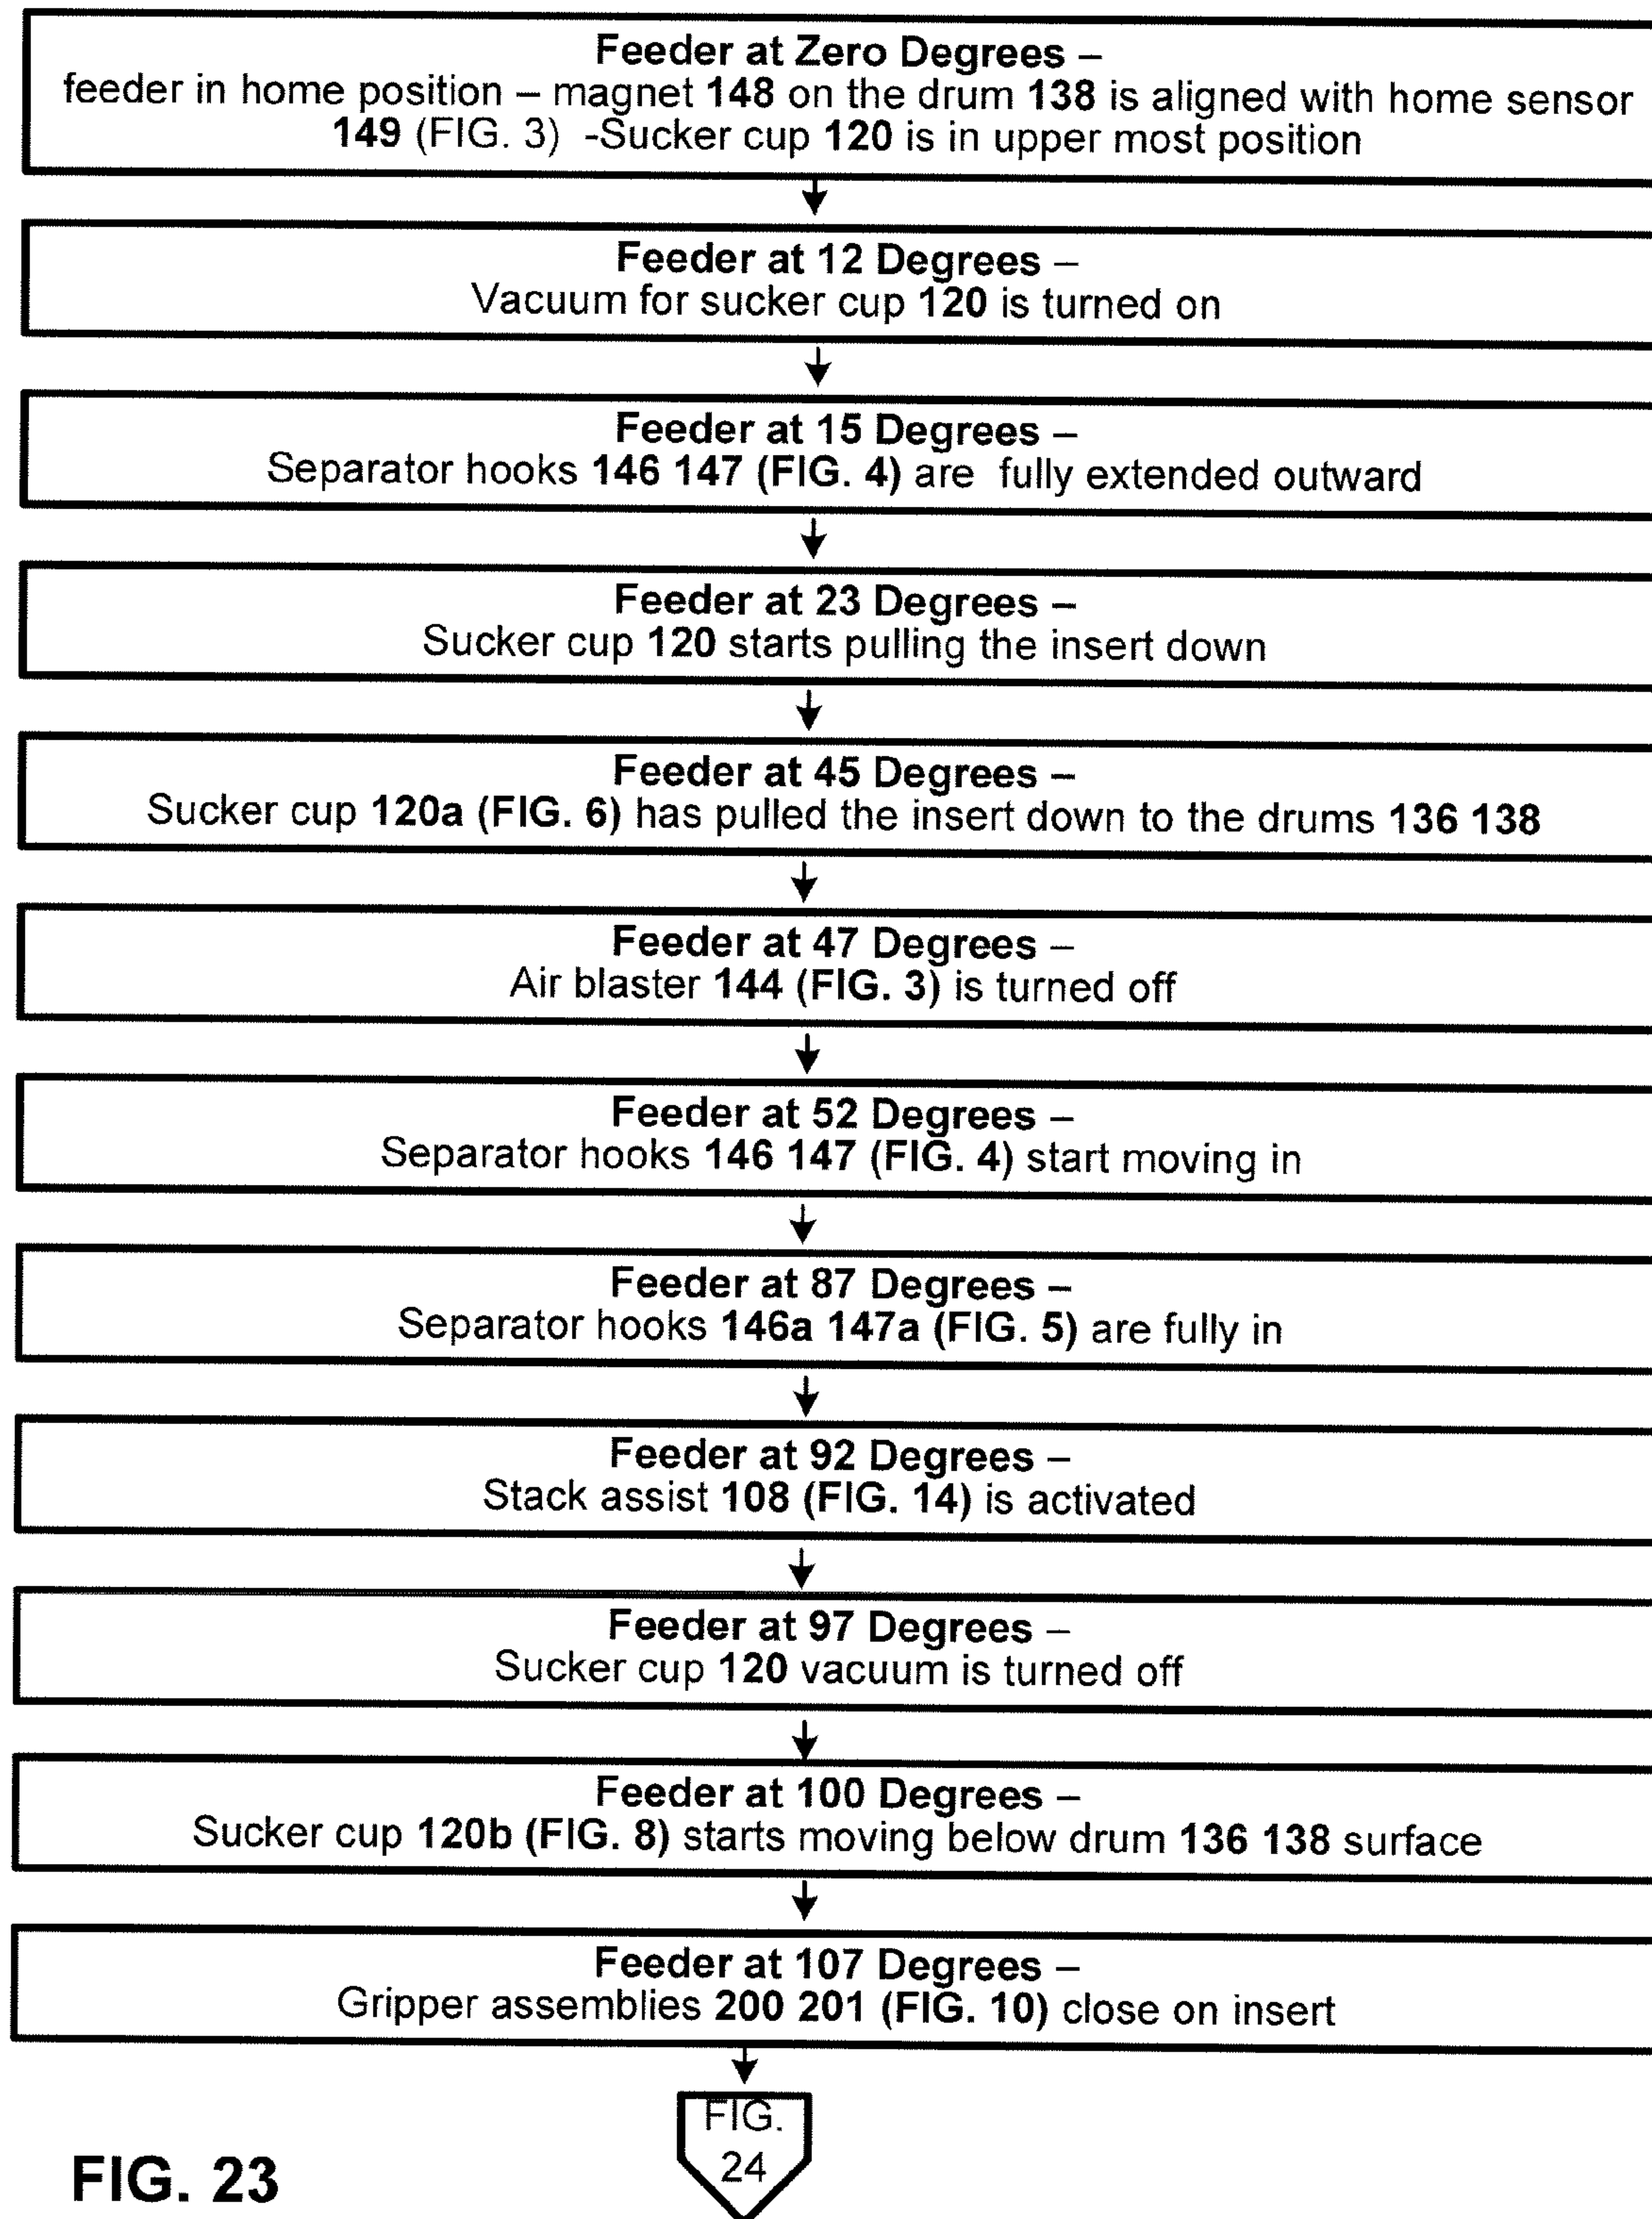 Feeder at Zero Degrees –
feeder in home position – magnet 148 on the drum 138 is aligned with home sensor
149 (FIG. 3) -Sucker cup 120 is in upper most position
Feeder at 12 Degrees –
Vacuum for sucker cup 120 is turned on
Feeder at 15 Degrees –
Separator hooks 146 147 (FIG. 4) are fully extended outward
Feeder at 23 Degrees –
Sucker cup 120 starts pulling the insert down
Feeder at 45 Degrees –
Sucker cup 120a (FIG. 6) has pulled the insert down to the drums 136 138
Feeder at 47 Degrees –
Air blaster 144 (FIG. 3) is turned off
Feeder at 52 Degrees –
Separator hooks 146 147 (FIG. 4) start moving in
Feeder at 87 Degrees –
Separator hooks 146a 147a (FIG. 5) are fully in
Feeder at 92 Degrees –
Stack assist 108 (FIG. 14) is activated
Feeder at 97 Degrees –
Sucker cup 120 vacuum is turned off
Feeder at 100 Degrees –
Sucker cup 120b (FIG. 8) starts moving below drum 136 138 surface
Feeder at 107 Degrees –
Gripper assemblies 200 201 (FIG. 10) close on insert
FIG.
24
FIG. 23